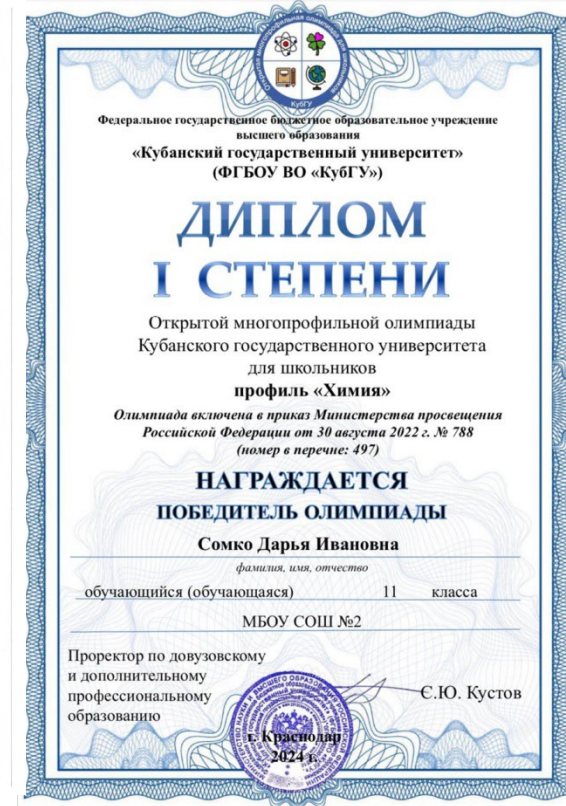 КубГУ
Федеральное государственное бюджетное образовательное учреждение
высшего образования
«Кубанский государственный университет»
(ФГБОУ ВО «КубГУ»)
ДИПЛОМ
I СТЕПЕНИ
Открытой многопрофильной олимпиады
Кубанского государственного университета
для школьников
профиль «Химия»
Олимпиада включена в приказ Министерства просвещения
Российской Федерации от 30 августа 2022 г. № 788
(номер в перечне: 497)
НАГРАЖДАЕТСЯ
ПОБЕДИТЕЛЬ ОЛИМПИАДЫ
Сомко Дарья Ивановна
фамилия, имя, отчество
обучающийся (обучающаяся) 11 класса
МБОУ СОШ №2
Проректор по довузовскому
и дополнительному
профессиональному
образованию
Е.Ю. Кустов
г. Краснодар
2024 г.